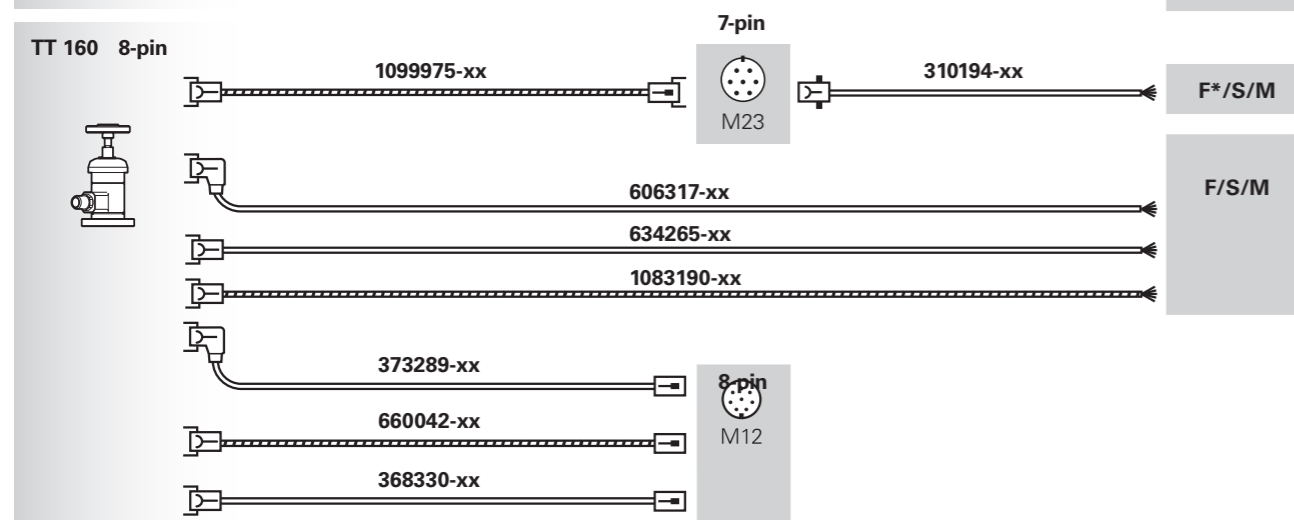 7-pin
TT 160 8-pin
1099975-xx
310194-xx
F*/S/M
M23
606317-xx
F/S/M
634265-xx
1083190-xx
373289-xx
8-pin
660042-xx
M12
368330-xx